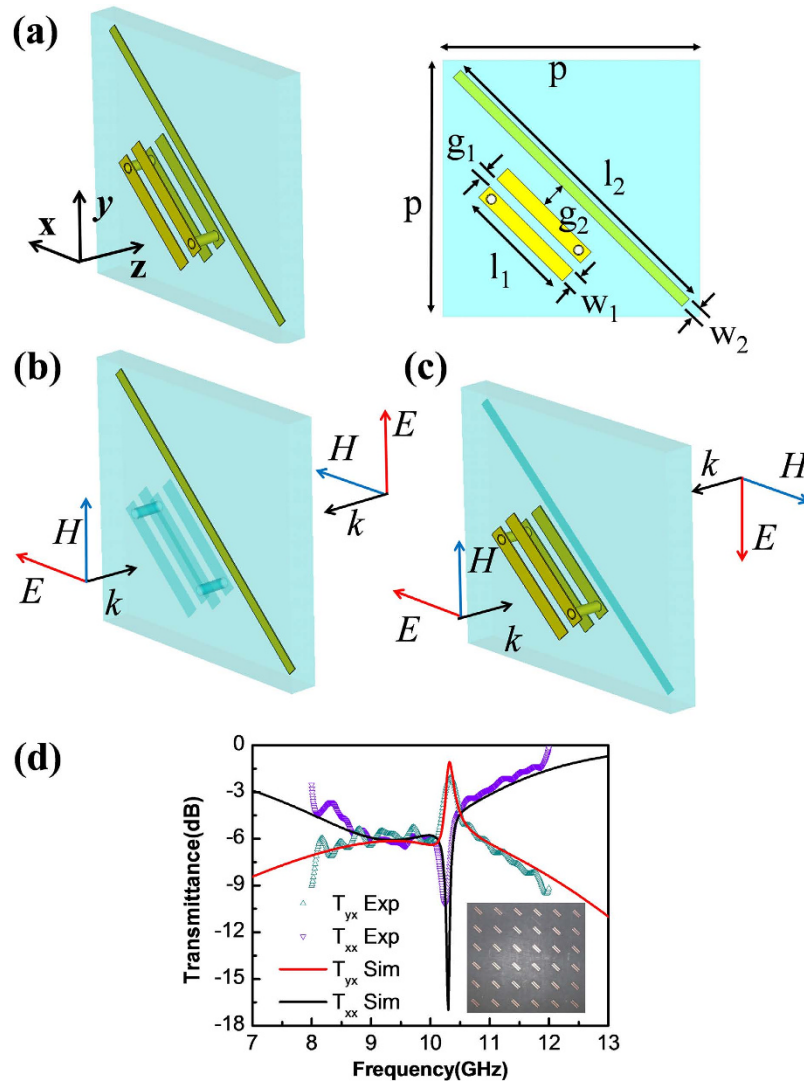 (a)
x
y
z
p
p
g1
g2
l1
l2
w1
w2
(b)
H
E
k
E
H
k
(c)
H
E
k
k
H
E
(d)
0
-3
-6
-9
-12
-15
-18
Transmittance(dB)
Tyx Exp
Txx Exp
Tyx Sim
Txx Sim
7 8 9 10 11 12 13
Frequency(GHz)